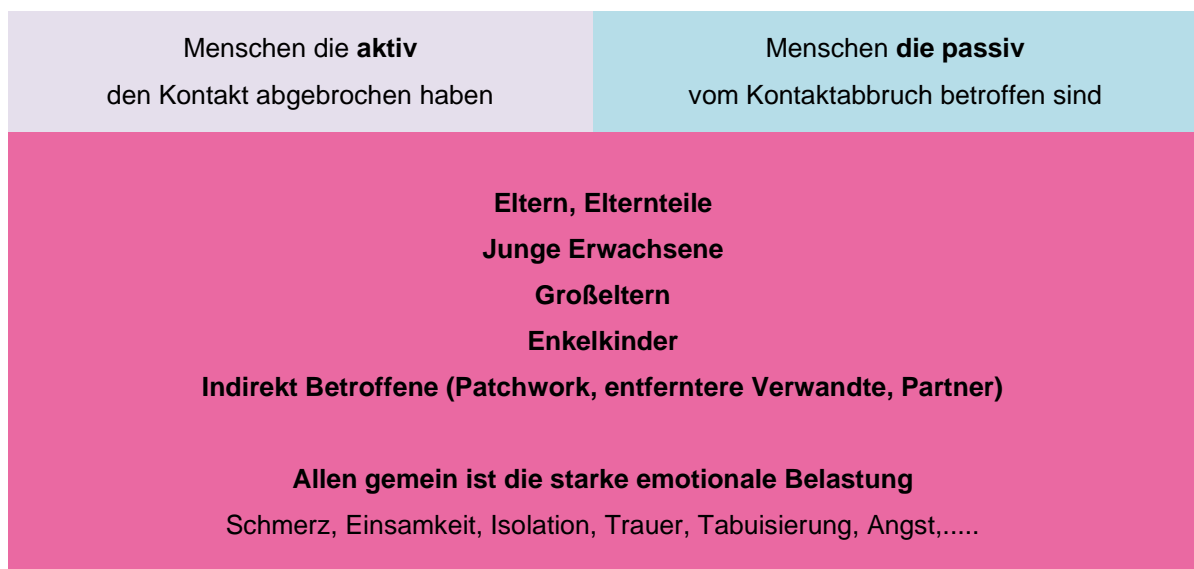 Menschen die aktiv
den Kontakt abgebrochen haben
Menschen die passiv
vom Kontaktabbruch betroffen sind
Eltern, Elternteile
Junge Erwachsene
Großeltern
Enkelkinder
Indirekt Betroffene (Patchwork, entferntere Verwandte, Partner)
Allen gemein ist die starke emotionale Belastung
Schmerz, Einsamkeit, Isolation, Trauer, Tabuisierung, Angst,.....